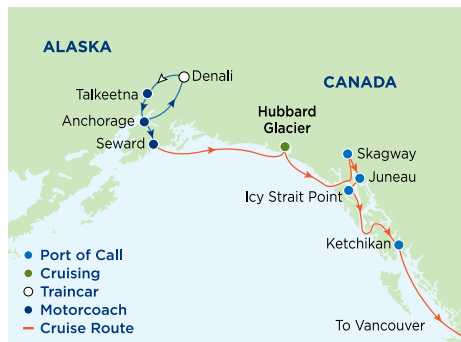 ALASKA
Denali
Talkeetna
CANADA
Anchorage
Hubbard
Glacier
Seward
Skagway
Juneau
Icy Strait Point
Ketchikan
Port of Call
Cruising
Traincar
Motorcoach
Cruise Route
To Vancouver